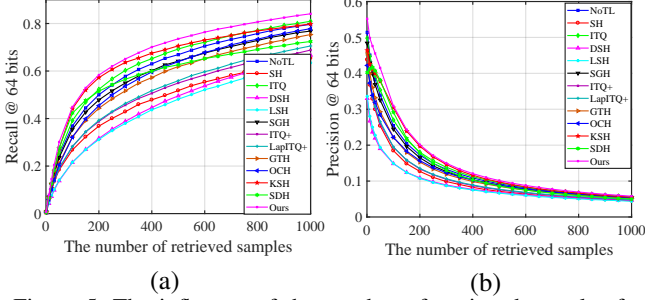 Recall @ 64 bits
0.8
0.6
0.4
0.2
0
0 200 400 600 800 1000
The number of retrieved samples
NoTL
SH
ITQ
DSH
LSH
SGH
ITQ+
LapITQ+
GTH
OCH
KSH
SDH
Ours
(a)
Precision @ 64 bits
0.6
0.5
0.4
0.3
0.2
0.1
0
0 200 400 600 800 1000
The number of retrieved samples
NoTL
SH
ITQ
DSH
LSH
SGH
ITQ+
LapITQ+
GTH
OCH
KSH
SDH
Ours
(b)